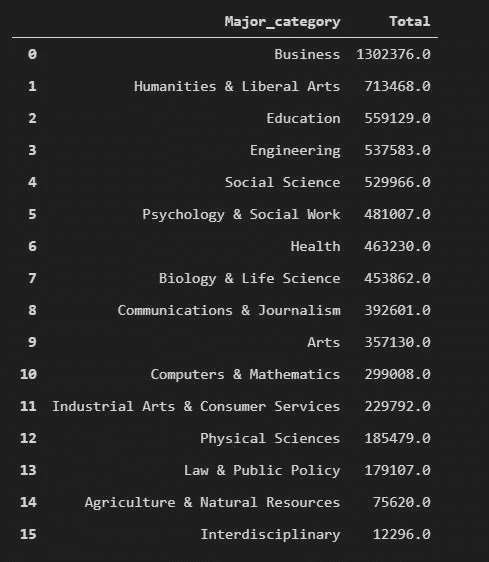 Major_category Total
0 Business 1302376.0
1 Humanities & Liberal Arts 713468.0
2 Education 559129.0
3 Engineering 537583.0
4 Social Science 529966.0
5 Psychology & Social Work 481007.0
6 Health 463230.0
7 Biology & Life Science 453862.0
8 Communications & Journalism 392601.0
9 Arts 357130.0
10 Computers & Mathematics 299008.0
11 Industrial Arts & Consumer Services 229792.0
12 Physical Sciences 185479.0
13 Law & Public Policy 179107.0
14 Agriculture & Natural Resources 75620.0
15 Interdisciplinary 12296.0